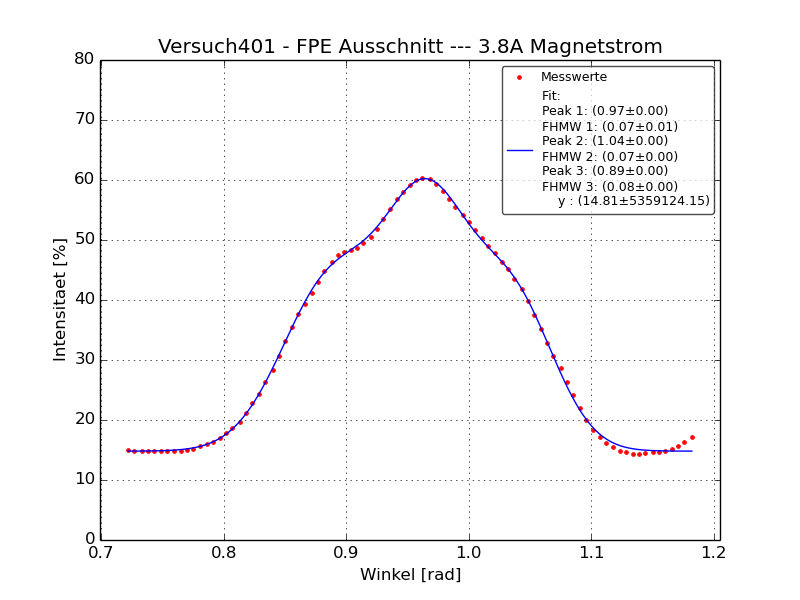 Versuch401 - FPE Ausschnitt --- 3.8A Magnetstrom
80
70
60
50
40
30
20
10
0
Intensitaet [%]
Messwerte
Fit:
Peak 1: (0.97±0.00)
FHMW 1: (0.07±0.01)
Peak 2: (1.04±0.00)
FHMW 2: (0.07±0.00)
Peak 3: (0.89±0.00)
FHMW 3: (0.08±0.00)
y : (14.81±5359124.15)
0.7 0.8 0.9 1.0 1.1 1.2
Winkel [rad]